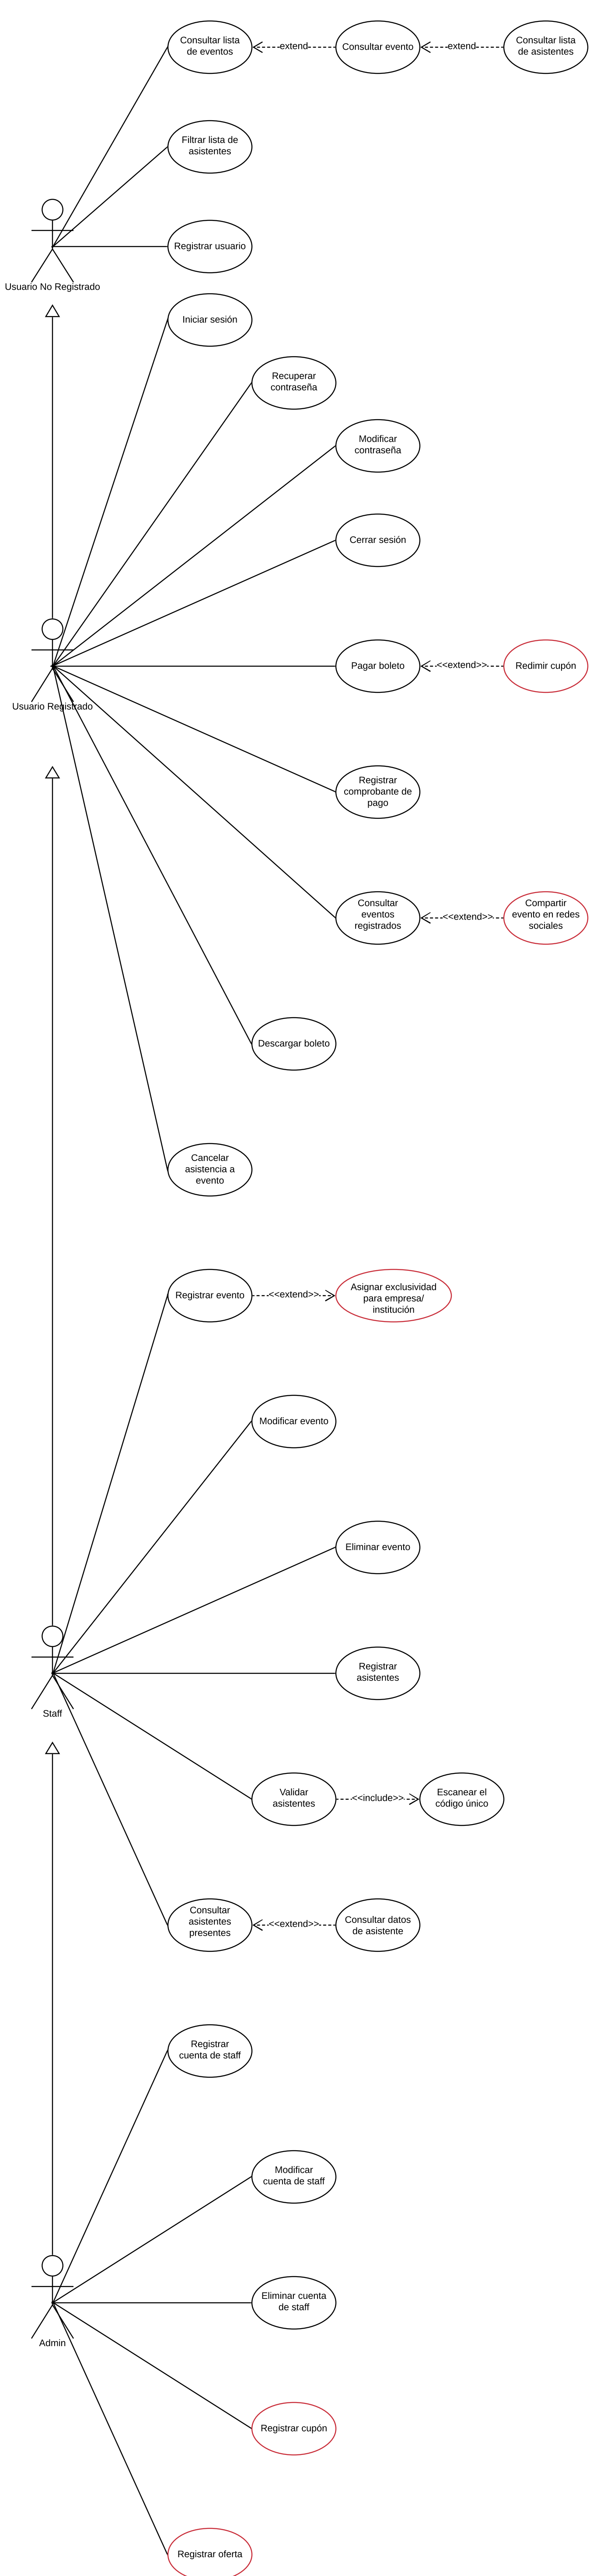 Consultar lista
de eventos
extend
Consultar evento
extend
Consultar lista
de asistentes
Filtrar lista de
asistentes
Registrar usuario
Usuario No Registrado
Iniciar sesión
Recuperar
contraseña
Modificar
contraseña
Cerrar sesión
Pagar boleto
<<extend>>
Redimir cupón
Usuario Registrado
Registrar
comprobante de
pago
Consultar
eventos
registrados
<<extend>>
Compartir
evento en redes
sociales
Descargar boleto
Cancelar
asistencia a
evento
Registrar evento
<<extend>>
Asignar exclusividad
para empresa/
institución
Modificar evento
Eliminar evento
Registrar
asistentes
Staff
Validar
asistentes
<<include>>
Escanear el
código único
Consultar
asistentes
presentes
<<extend>>
Consultar datos
de asistente
Registrar
cuenta de staff
Modificar
cuenta de staff
Eliminar cuenta
de staff
Admin
Registrar cupón
Registrar oferta